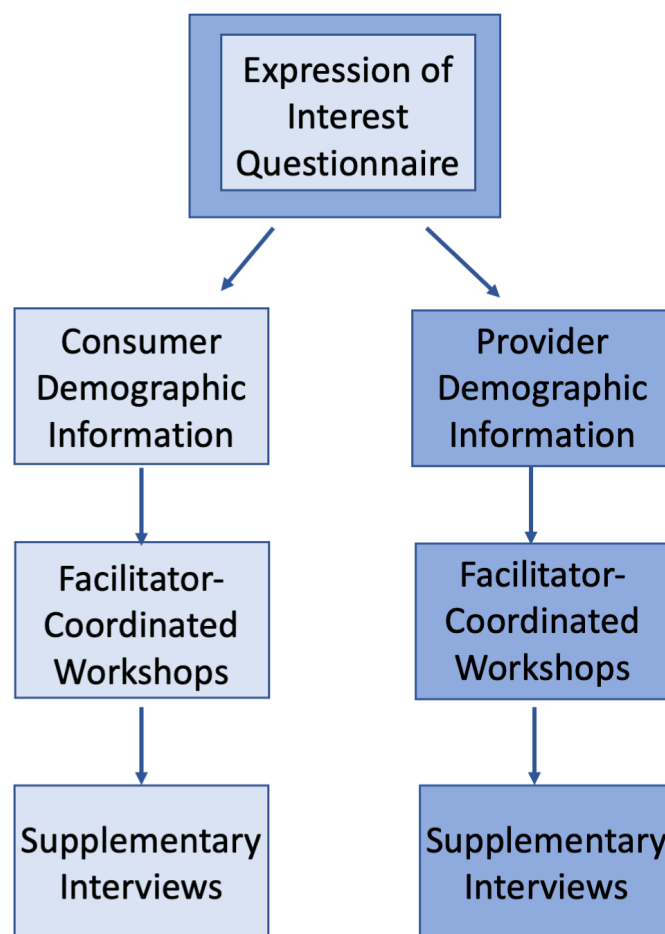 Expression of
Interest
Questionnaire
Consumer
Demographic
Information
Provider
Demographic
Information
Facilitator-
Coordinated
Workshops
Facilitator-
Coordinated
Workshops
Supplementary
Interviews
Supplementary
Interviews